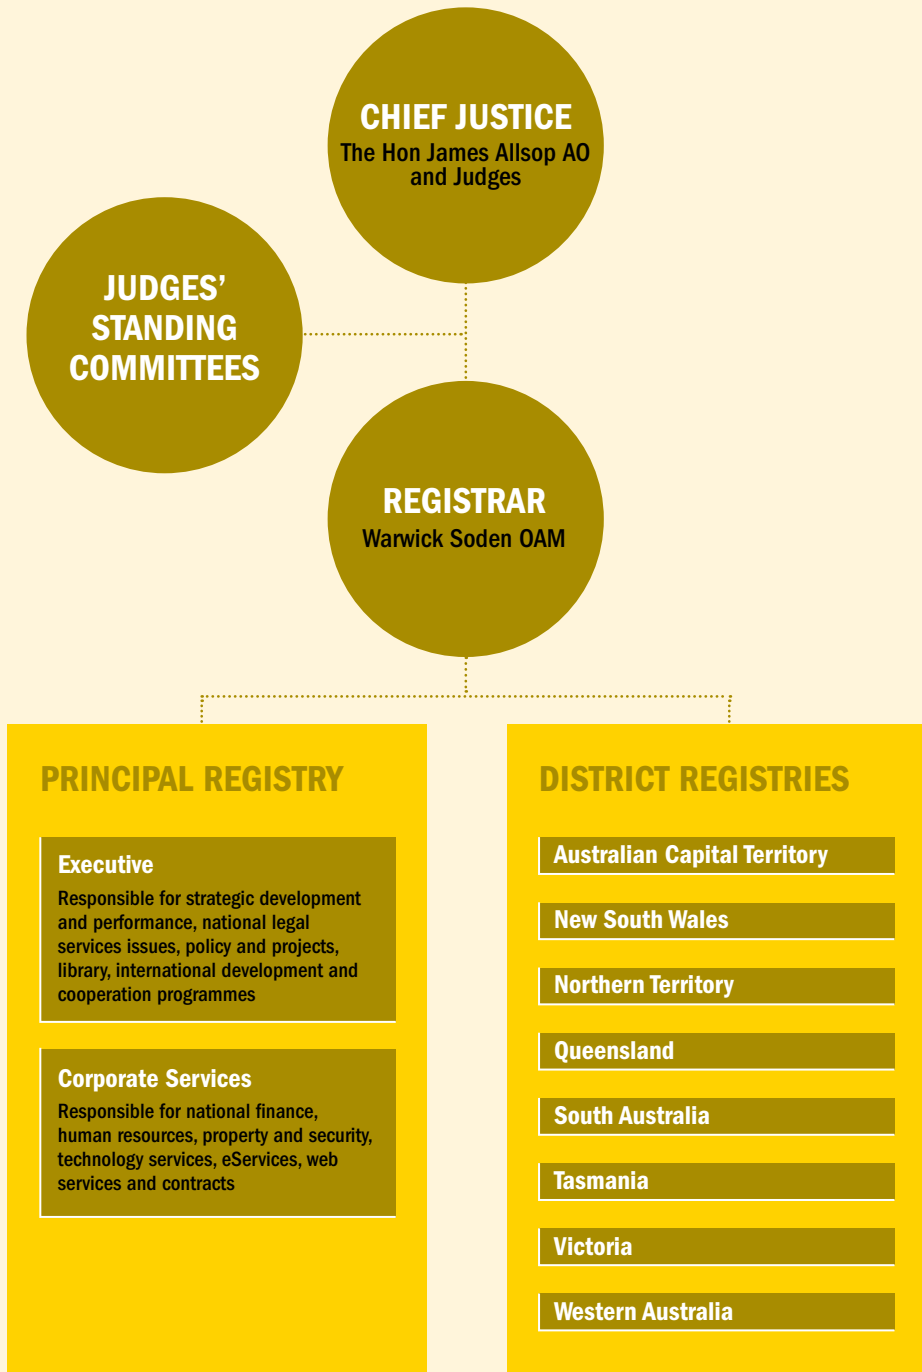 CHIEF JUSTICE
The Hon James Allsop AO
and Judges
JUDGES’
STANDING
COMMITTEES
REGISTRAR
Warwick Soden OAM
PRINCIPAL REGISTRY
Executive
Responsible for strategic development
and performance, national legal
services issues, policy and projects,
library, international development and
cooperation programmes
Corporate Services
Responsible for national finance,
human resources, property and security,
technology services, eServices, web
services and contracts
DISTRICT REGISTRIES
Australian Capital Territory
New South Wales
Northern Territory
Queensland
South Australia
Tasmania
Victoria
Western Australia